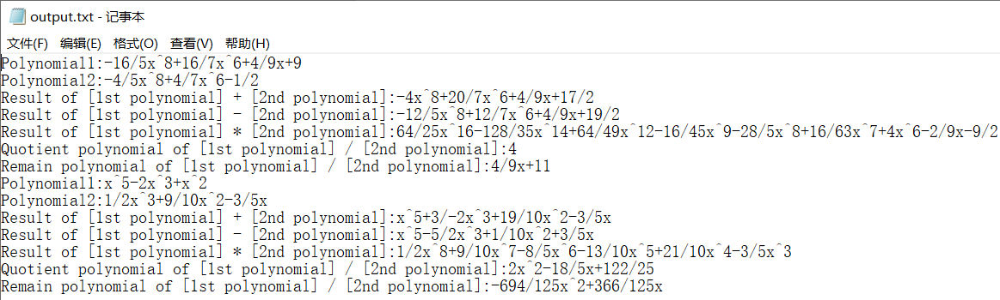 output.txt - 记事本
文件(F) 编辑(E) 格式(O) 查看(V) 帮助(H)
Polynomial1:-16/5x^8+16/7x^6+4/9x+9
Polynomial2:-4/5x^8+4/7x^6-1/2
Result of [1st polynomial] + [2nd polynomial]:-4x^8+20/7x^6+4/9x+17/2
Result of [1st polynomial] - [2nd polynomial]:-12/5x^8+12/7x^6+4/9x+19/2
Result of [1st polynomial] * [2nd polynomial]:64/25x^16-128/35x^14+64/49x^12-16/45x^9-28/5x^8+16/63x^7+4x^6-2/9x-9/2
Quotient polynomial of [1st polynomial] / [2nd polynomial]:4
Remain polynomial of [1st polynomial] / [2nd polynomial]:4/9x+11
Polynomial1:x^5-2x^3+x^2
Polynomial2:1/2x^3+9/10x^2-3/5x
Result of [1st polynomial] + [2nd polynomial]:x^5+3/-2x^3+19/10x^2-3/5x
Result of [1st polynomial] - [2nd polynomial]:x^5-5/2x^3+1/10x^2+3/5x
Result of [1st polynomial] * [2nd polynomial]:1/2x^8+9/10x^7-8/5x^6-13/10x^5+21/10x^4-3/5x^3
Quotient polynomial of [1st polynomial] / [2nd polynomial]:2x^2-18/5x+122/25
Remain polynomial of [1st polynomial] / [2nd polynomial]:-694/125x^2+366/125x